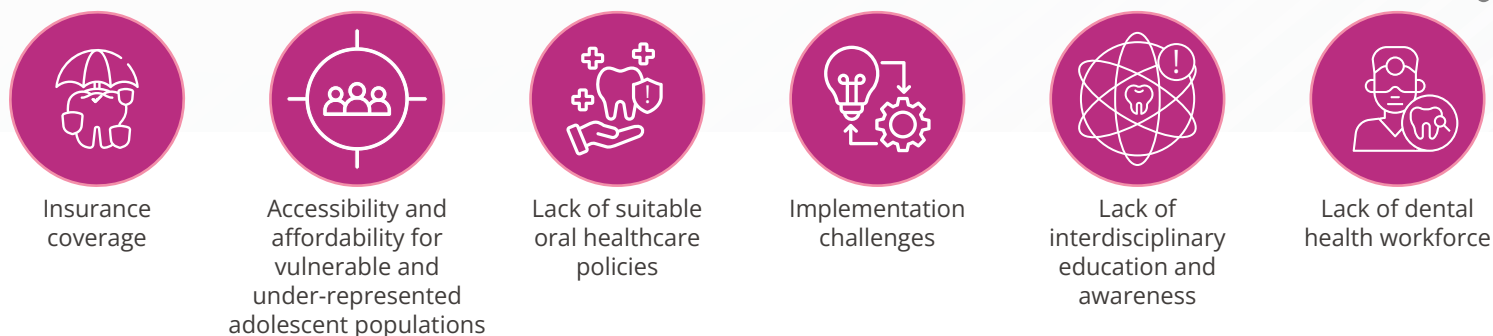 Insurance
coverage
Accessibility and
affordability for
vulnerable and
under-represented
adolescent populations
Lack of suitable
oral healthcare
policies
Implementation
challenges
Lack of
interdisciplinary
education and
awareness
Lack of dental
health workforce